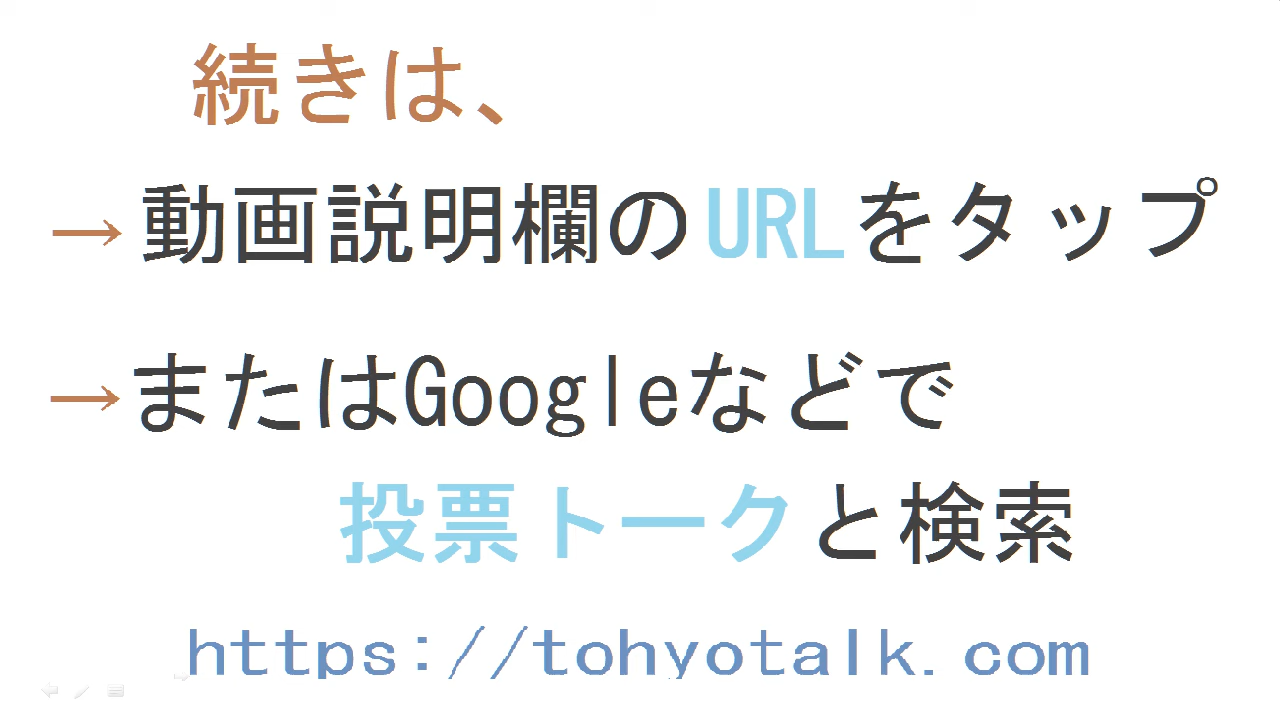 続きは、
→動画説明欄のURLをタップ
→またはGoogleなどで
投票トークと検索
https://tohyotalk.com